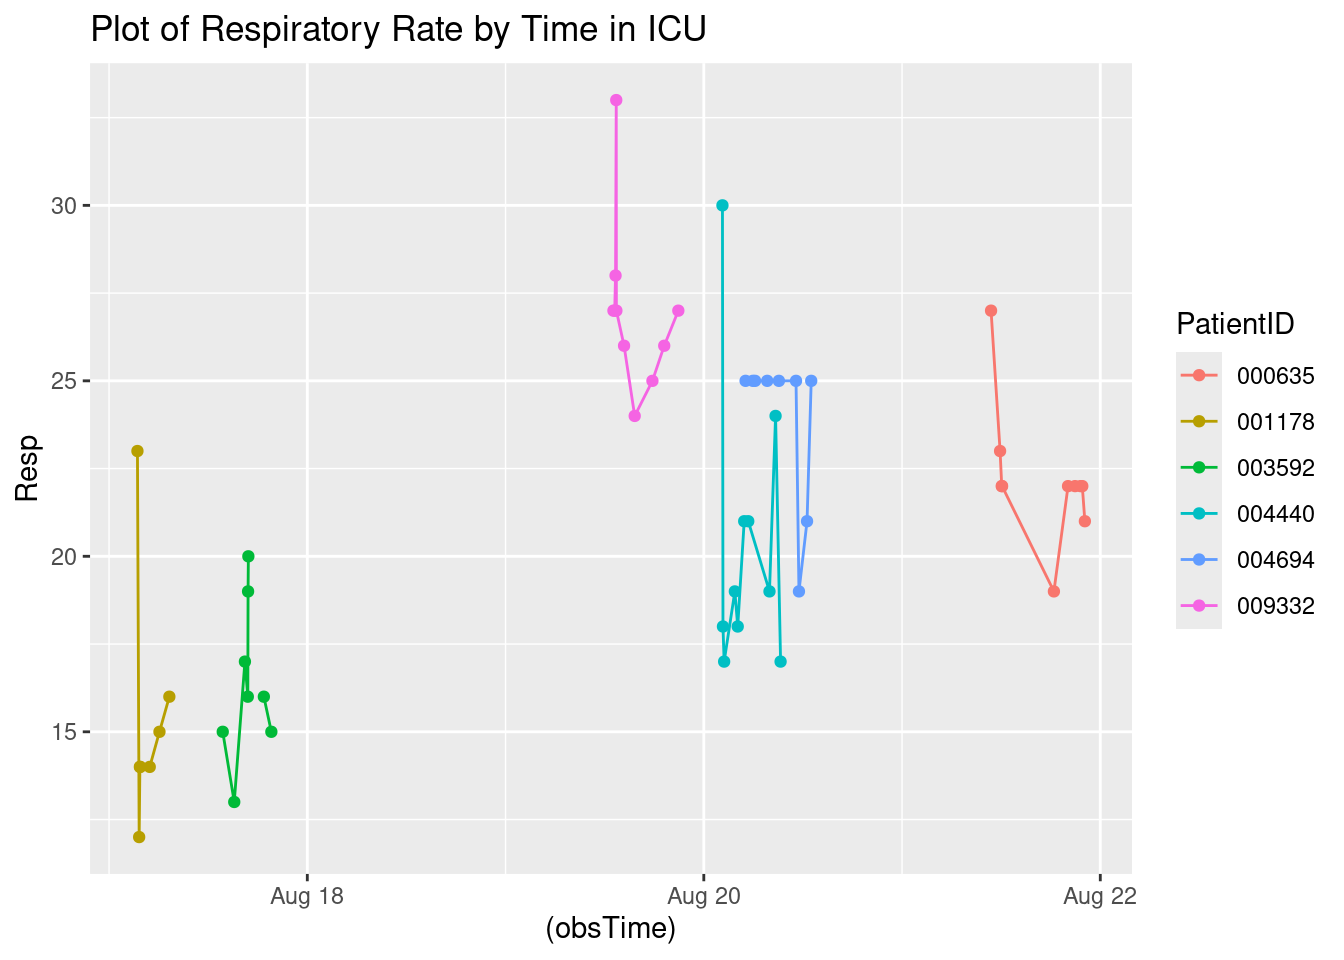 Plot of Respiratory Rate by Time in ICU
Resp
30
25
20
15
Aug 18
Aug 20
Aug 22
(obsTime)
PatientID
000635
001178
003592
004440
004694
009332